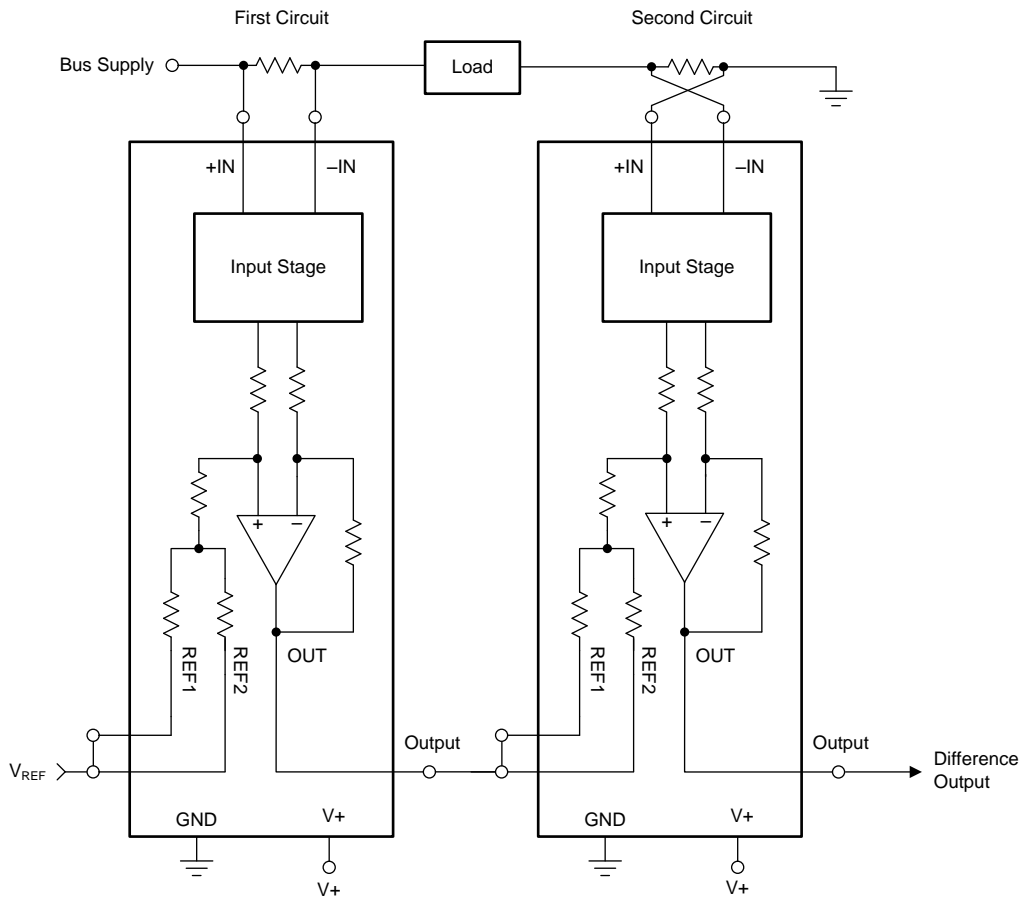 First Circuit
Second Circuit
Bus Supply
Load
+IN
–IN
+IN
–IN
Input Stage
Input Stage
+
–
+
–
OUT
OUT
REF1
REF2
REF1
REF2
Output
Output
VREF
Difference
Output
GND
V+
GND
V+
V+
V+